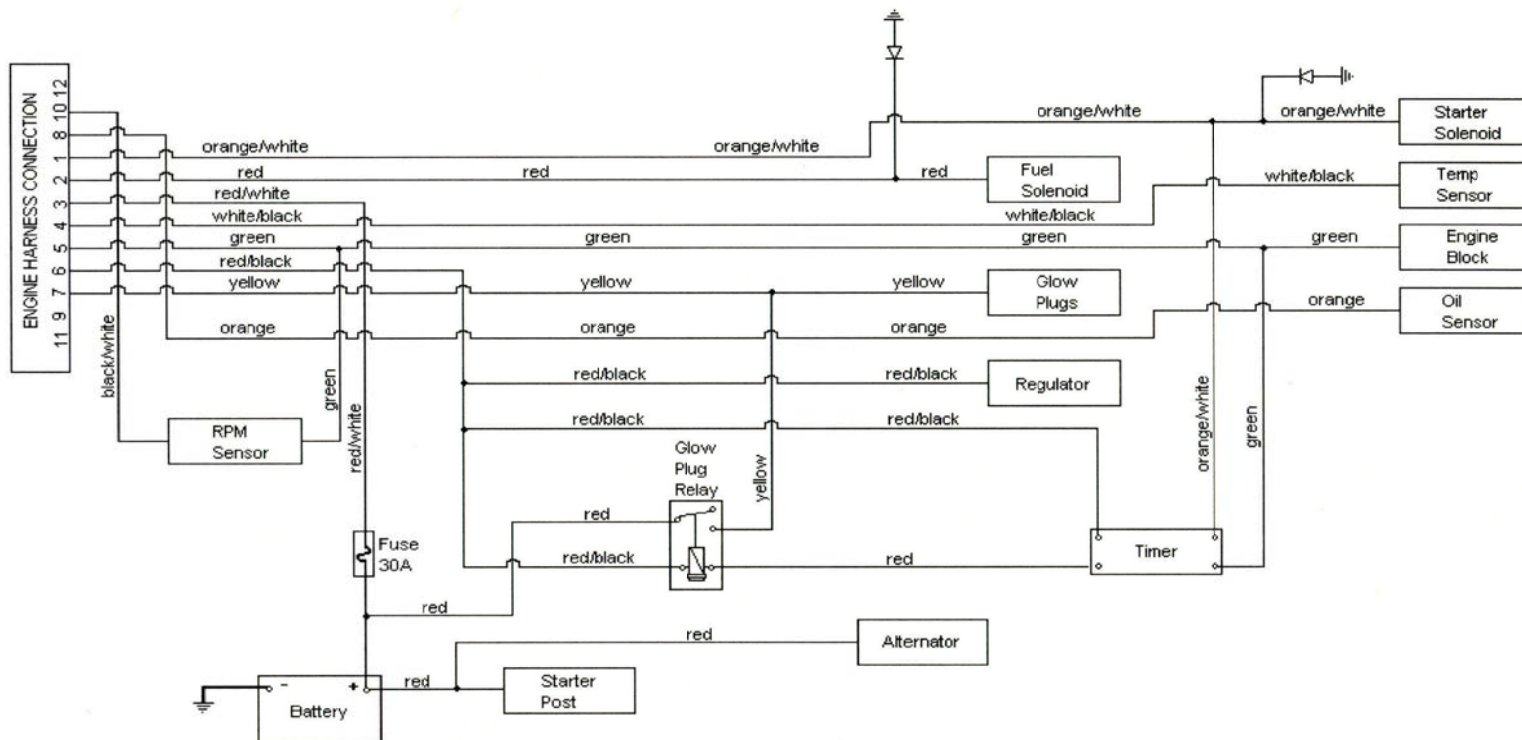 ENGINE HARNESS CONNECTION
12
10
8
1
2
3
4
5
6
7
9
11
orange/white
orange/white
orange/white
orange/white
Starter
Solenoid
red
red
red
Fuel
Solenoid
red/white
white/black
white/black
white/black
Temp
Sensor
green
green
green
green
Engine
Block
red/black
yellow
yellow
yellow
Glow
Plugs
orange
orange
orange
orange
Oil
Sensor
black/white
green
red/white
RPM
Sensor
red/black
red/black
Regulator
red/black
red/black
orange/white
green
yellow
Glow
Plug
Relay
red
red/black
red
Timer
Fuse
30A
red
red
Alternator
- +
Battery
red
Starter
Post